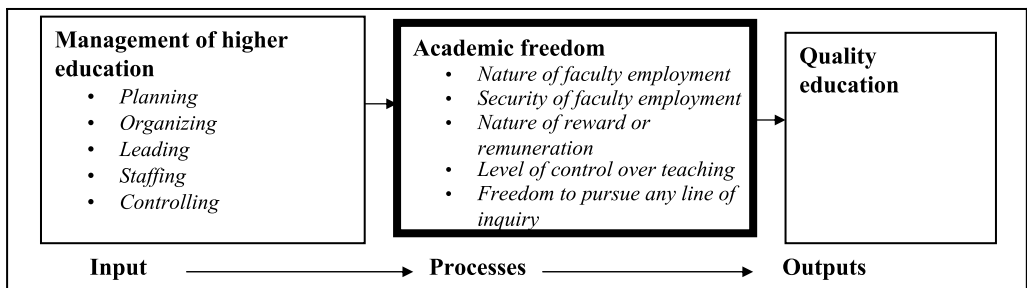 Management of higher
education
• Planning
• Organizing
• Leading
• Staffing
• Controlling
Academic freedom
• Nature of faculty employment
• Security of faculty employment
• Nature of reward or
remuneration
• Level of control over teaching
• Freedom to pursue any line of
inquiry
Quality
education
Input
Processes
Outputs